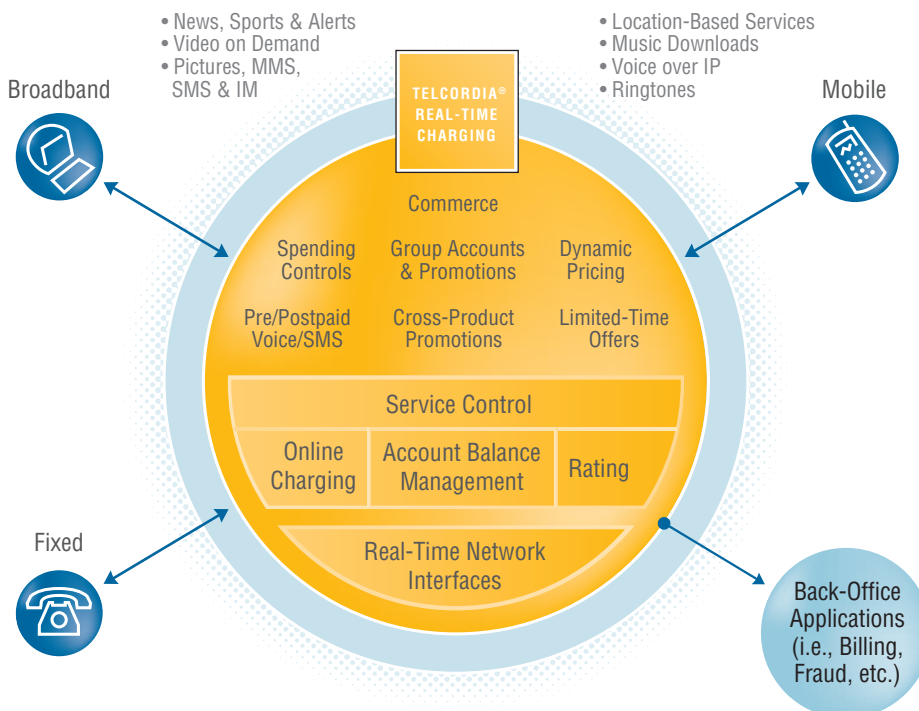 • News, Sports & Alerts
• Video on Demand
• Pictures, MMS,
SMS & IM
• Location-Based Services
• Music Downloads
• Voice over IP
• Ringtones
Broadband
TELCORDIA®
REAL-TIME
CHARGING
Mobile
Commerce
Spending
Controls
Group Accounts
& Promotions
Dynamic
Pricing
Pre/Postpaid
Voice/SMS
Cross-Product
Promotions
Limited-Time
Offers
Service Control
Online
Charging
Account Balance
Management
Rating
Real-Time Network
Interfaces
Fixed
Back-Office
Applications
(i.e., Billing,
Fraud, etc.)